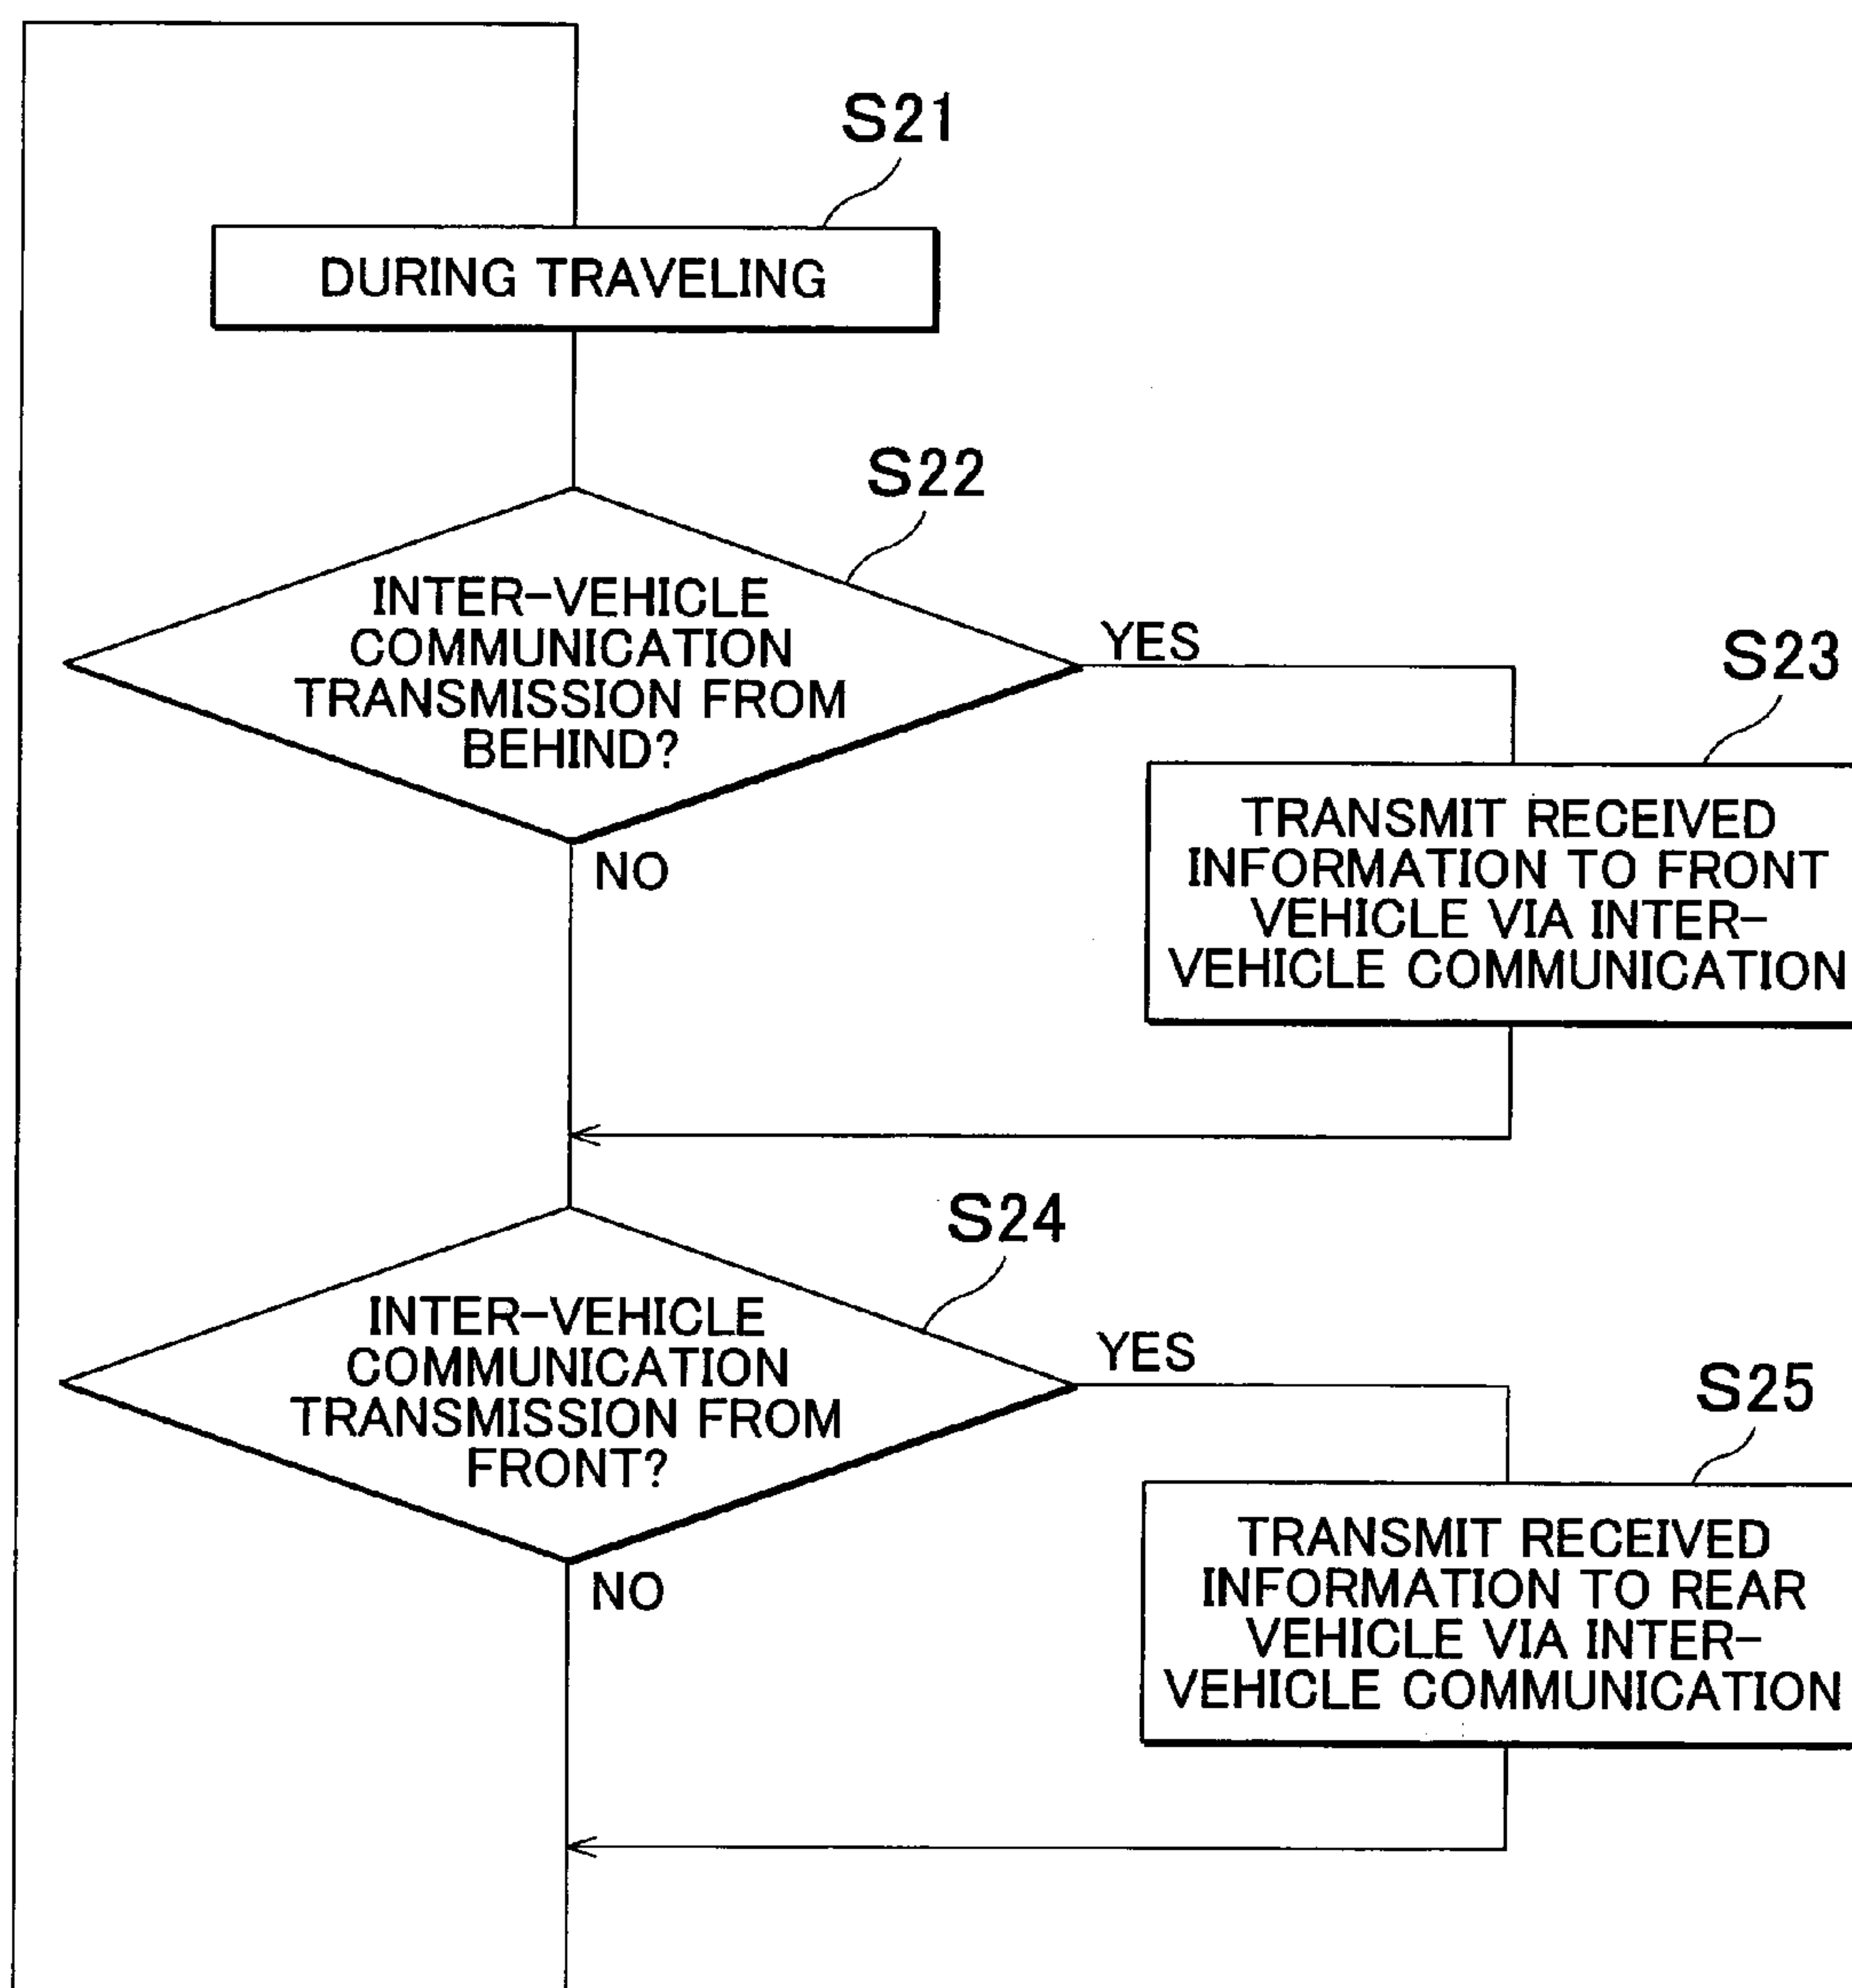 S21
DURING TRAVELING
S22
INTER-VEHICLE
COMMUNICATION
TRANSMISSION FROM
BEHIND?
YES
NO
S23
TRANSMIT RECEIVED
INFORMATION TO FRONT
VEHICLE VIA INTER-
VEHICLE COMMUNICATION
S24
INTER-VEHICLE
COMMUNICATION
TRANSMISSION FROM
FRONT?
YES
NO
S25
TRANSMIT RECEIVED
INFORMATION TO REAR
VEHICLE VIA INTER-
VEHICLE COMMUNICATION